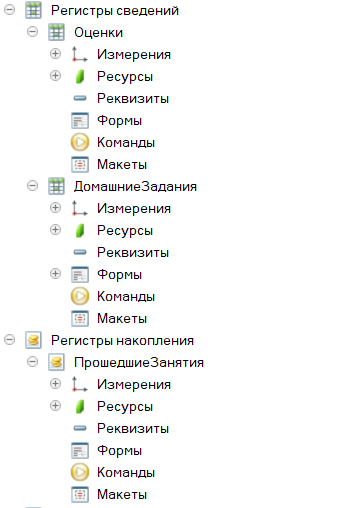 Регистры сведений
Оценки
Измерения
Ресурсы
Реквизиты
Формы
Команды
Макеты
ДомашниеЗадания
Измерения
Ресурсы
Реквизиты
Формы
Команды
Макеты
Регистры накопления
ПрошедшиеЗанятия
Измерения
Ресурсы
Реквизиты
Формы
Команды
Макеты